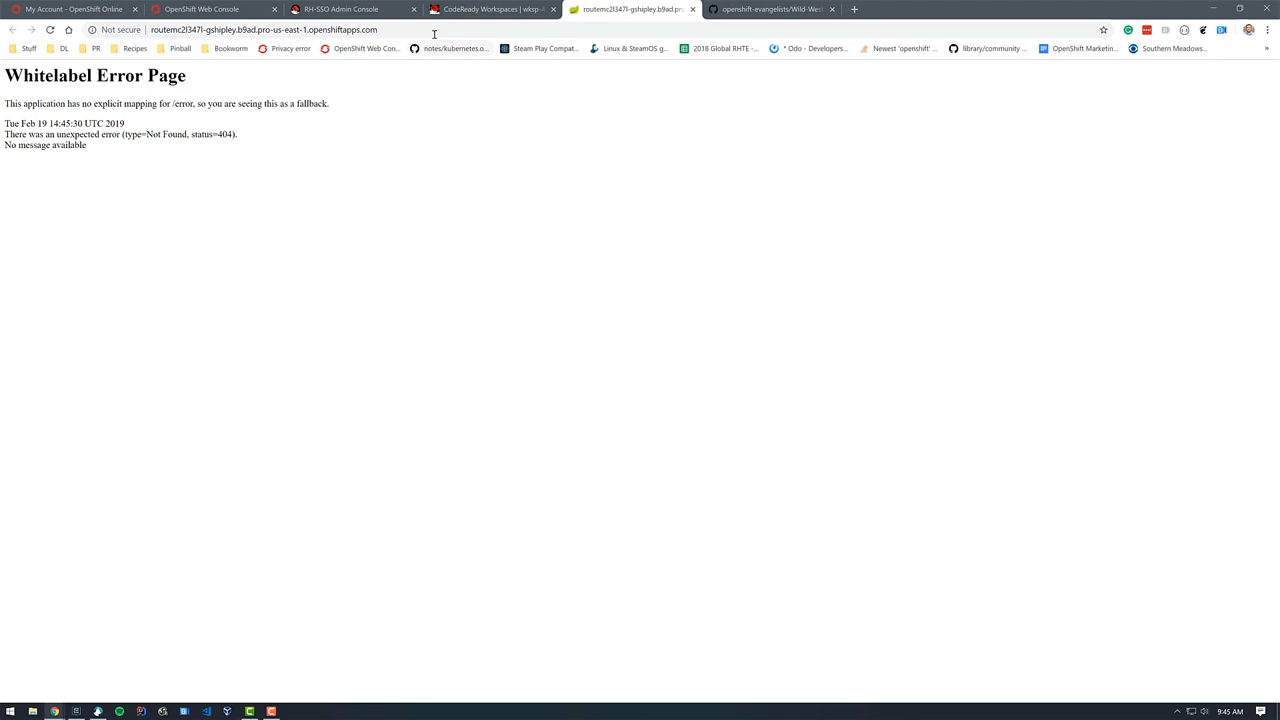 My Account - OpenShift Online
OpenShift Web Console
RH-SSO Admin Console
CodeReady Workspaces | wksp-
routemc2l347l-gshipley.b9ad.pro
openshift-evangelists/Wild-West
Not secure
routemc2l347l-gshipley.b9ad.pro-us-east-1.openshiftapps.com
Stuff
DL
PR
Recipes
Pinball
Bookworm
Privacy error
OpenShift Web Con...
notes/kubernetes.o...
Steam Play Compat...
Linux & SteamOS g...
2018 Global RHTE -...
* Odo - Developers...
Newest 'openshift' ...
library/community ...
OpenShift Marketin...
Southern Meadows...
»
Whitelabel Error Page
This application has no explicit mapping for /error, so you are seeing this as a fallback.
Tue Feb 19 14:45:30 UTC 2019
There was an unexpected error (type=Not Found, status=404).
No message available
9:45 AM